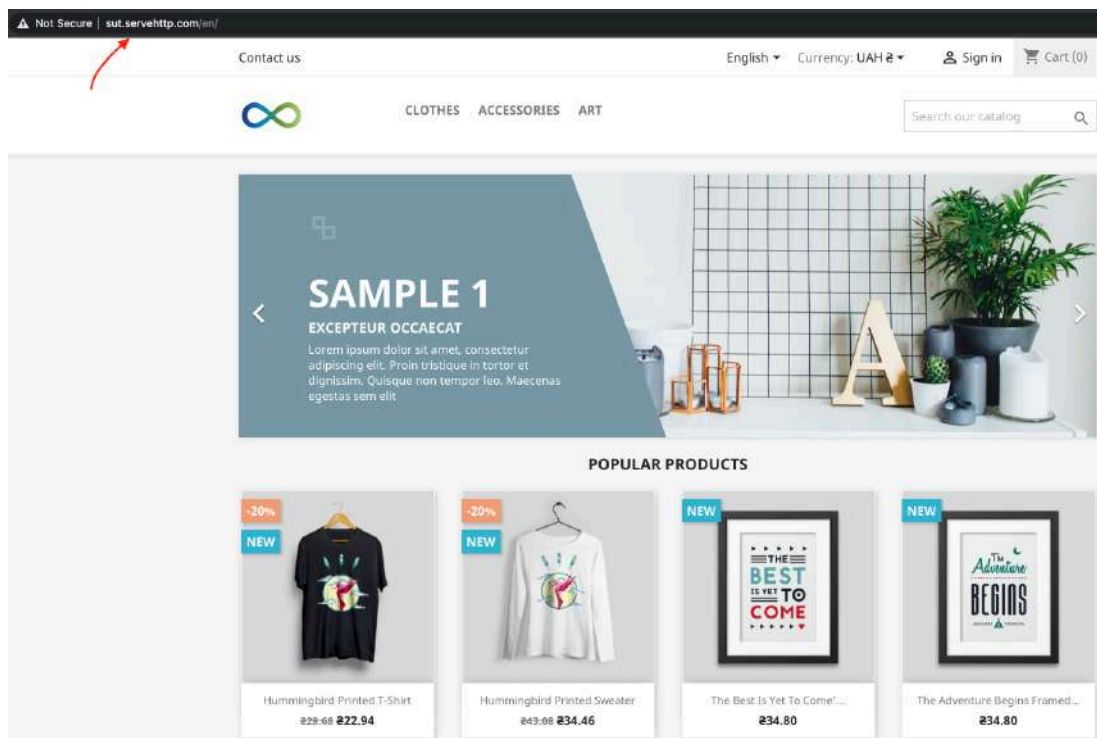 Not Secure | sut.servehttp.com/en/
Contact us English Currency: UAH ₴ Sign in Cart (0)
CLOTHES ACCESSORIES ART Search our catalog
SAMPLE 1
EXCEPTEUR OCCAECAT
Lorem ipsum dolor sit amet, consectetur
adipiscing elit. Proin tristique in tortor et
dignissim. Quisque non tempor leo. Maecenas
egestas sem elit
A
POPULAR PRODUCTS
-20% -20% NEW NEW
NEW NEW
THE
BEST
IS YET TO
COME
The
Adventure
BEGINS
Hummingbird Printed T-Shirt Hummingbird Printed Sweater The Best Is Yet To Come'... The Adventure Begins Framed...
₴28.68 ₴22.94 ₴43.08 ₴34.46 ₴34.80 ₴34.80